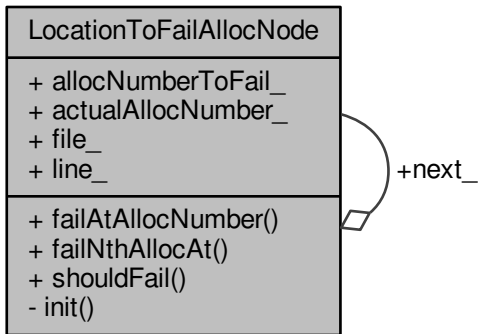 LocationToFailAllocNode
+ allocNumberToFail_
+ actualAllocNumber_
+ file_
+ line_
+next_
+ failAtAllocNumber()
+ failNthAllocAt()
+ shouldFail()
- init()